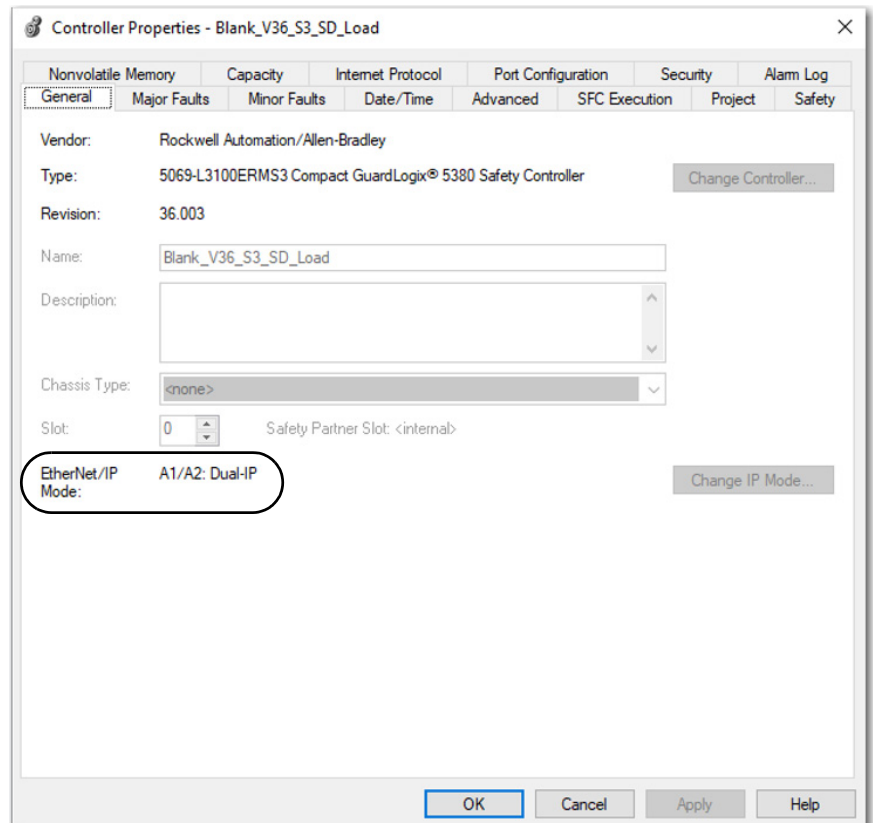 Controller Properties - Blank_V36_S3_SD_Load
Nonvolatile Memory Capacity Internet Protocol Port Configuration Security Alarm Log
General Major Faults Minor Faults Date/Time Advanced SFC Execution Project Safety
Vendor: Rockwell Automation/Allen-Bradley
Type: 5069-L3100ERMS3 Compact GuardLogix® 5380 Safety Controller Change Controller...
Revision: 36.003
Name: Blank_V36_S3_SD_Load
Description:
Chassis Type: <none>
Slot: 0 Safety Partner Slot: <internal>
EtherNet/IP A1/A2: Dual-IP Change IP Mode...
Mode:
OK Cancel Apply Help